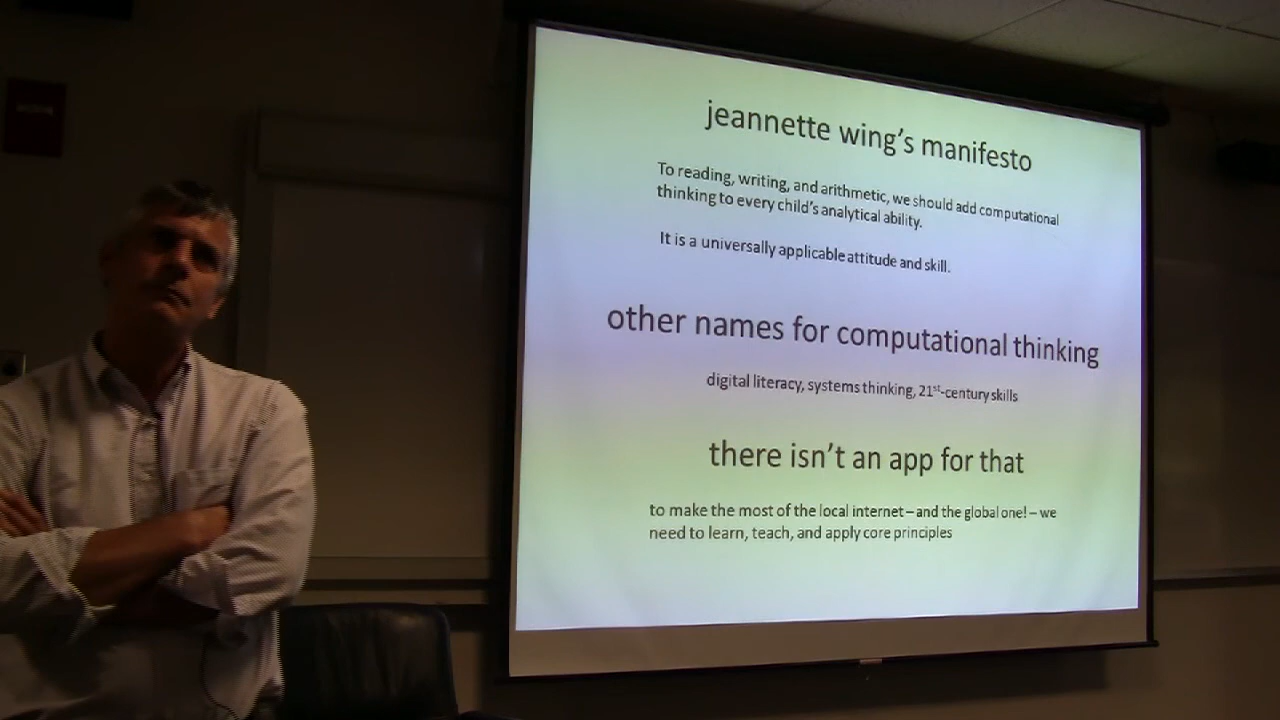 jeannette wing's manifesto
To reading, writing, and arithmetic, we should add computational
thinking to every child's analytical ability.
It is a universally applicable attitude and skill.
other names for computational thinking
digital literacy, systems thinking, 21st-century skills
there isn't an app for that
to make the most of the local internet – and the global one! – we
need to learn, teach, and apply core principles